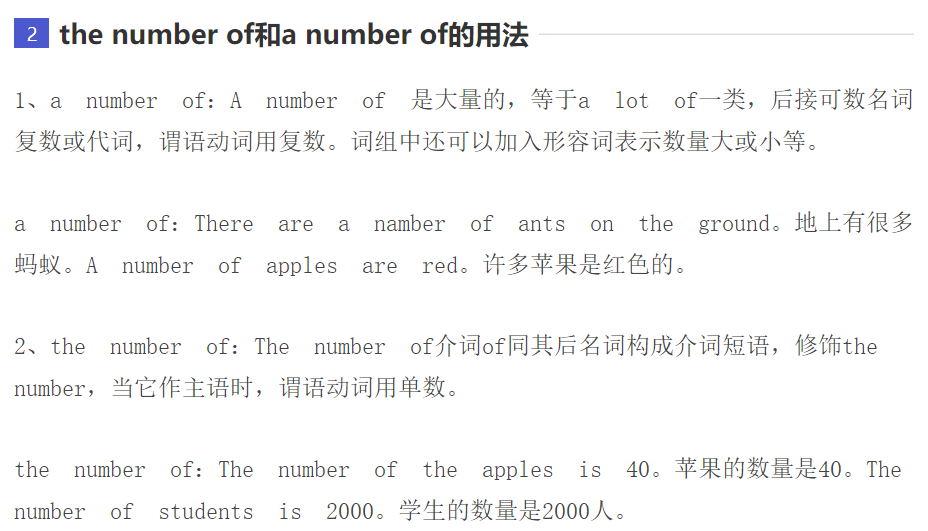 2 the number of和a number of的用法
1、a number of：A number of 是大量的，等于a lot of一类，后接可数名词
复数或代词，谓语动词用复数。词组中还可以加入形容词表示数量大或小等。
a number of：There are a namber of ants on the ground。地上有很多
蚂蚁。A number of apples are red。许多苹果是红色的。
2、the number of：The number of介词of同其后名词构成介词短语，修饰the
number，当它作主语时，谓语动词用单数。
the number of：The number of the apples is 40。苹果的数量是40。The
number of students is 2000。学生的数量是2000人。